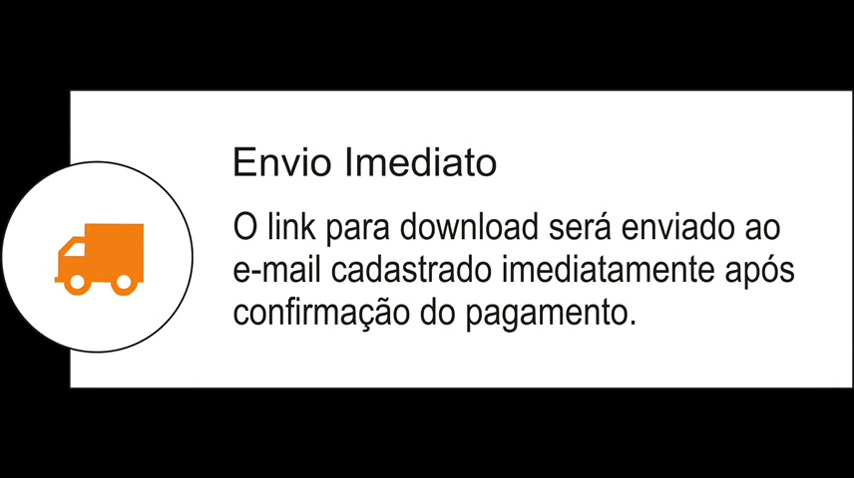 Envio Imediato
O link para download será enviado ao
e-mail cadastrado imediatamente após
confirmação do pagamento.